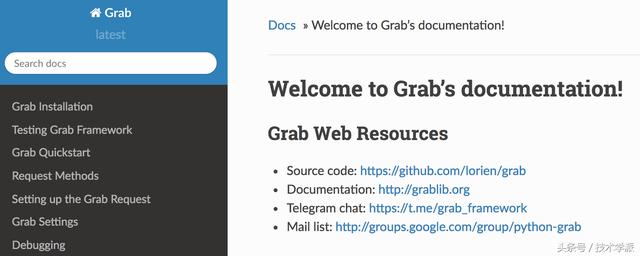 Grab
latest
Search docs
Grab Installation
Testing Grab Framework
Grab Quickstart
Request Methods
Setting up the Grab Request
Grab Settings
Debugging
Docs » Welcome to Grab's documentation!
Welcome to Grab's documentation!
Grab Web Resources
• Source code: https://github.com/lorien/grab
• Documentation: http://grablib.org
• Telegram chat: https://t.me/grab_framework
• Mail list: http://groups.google.com/group/python-grab
头条号 / 技术学派